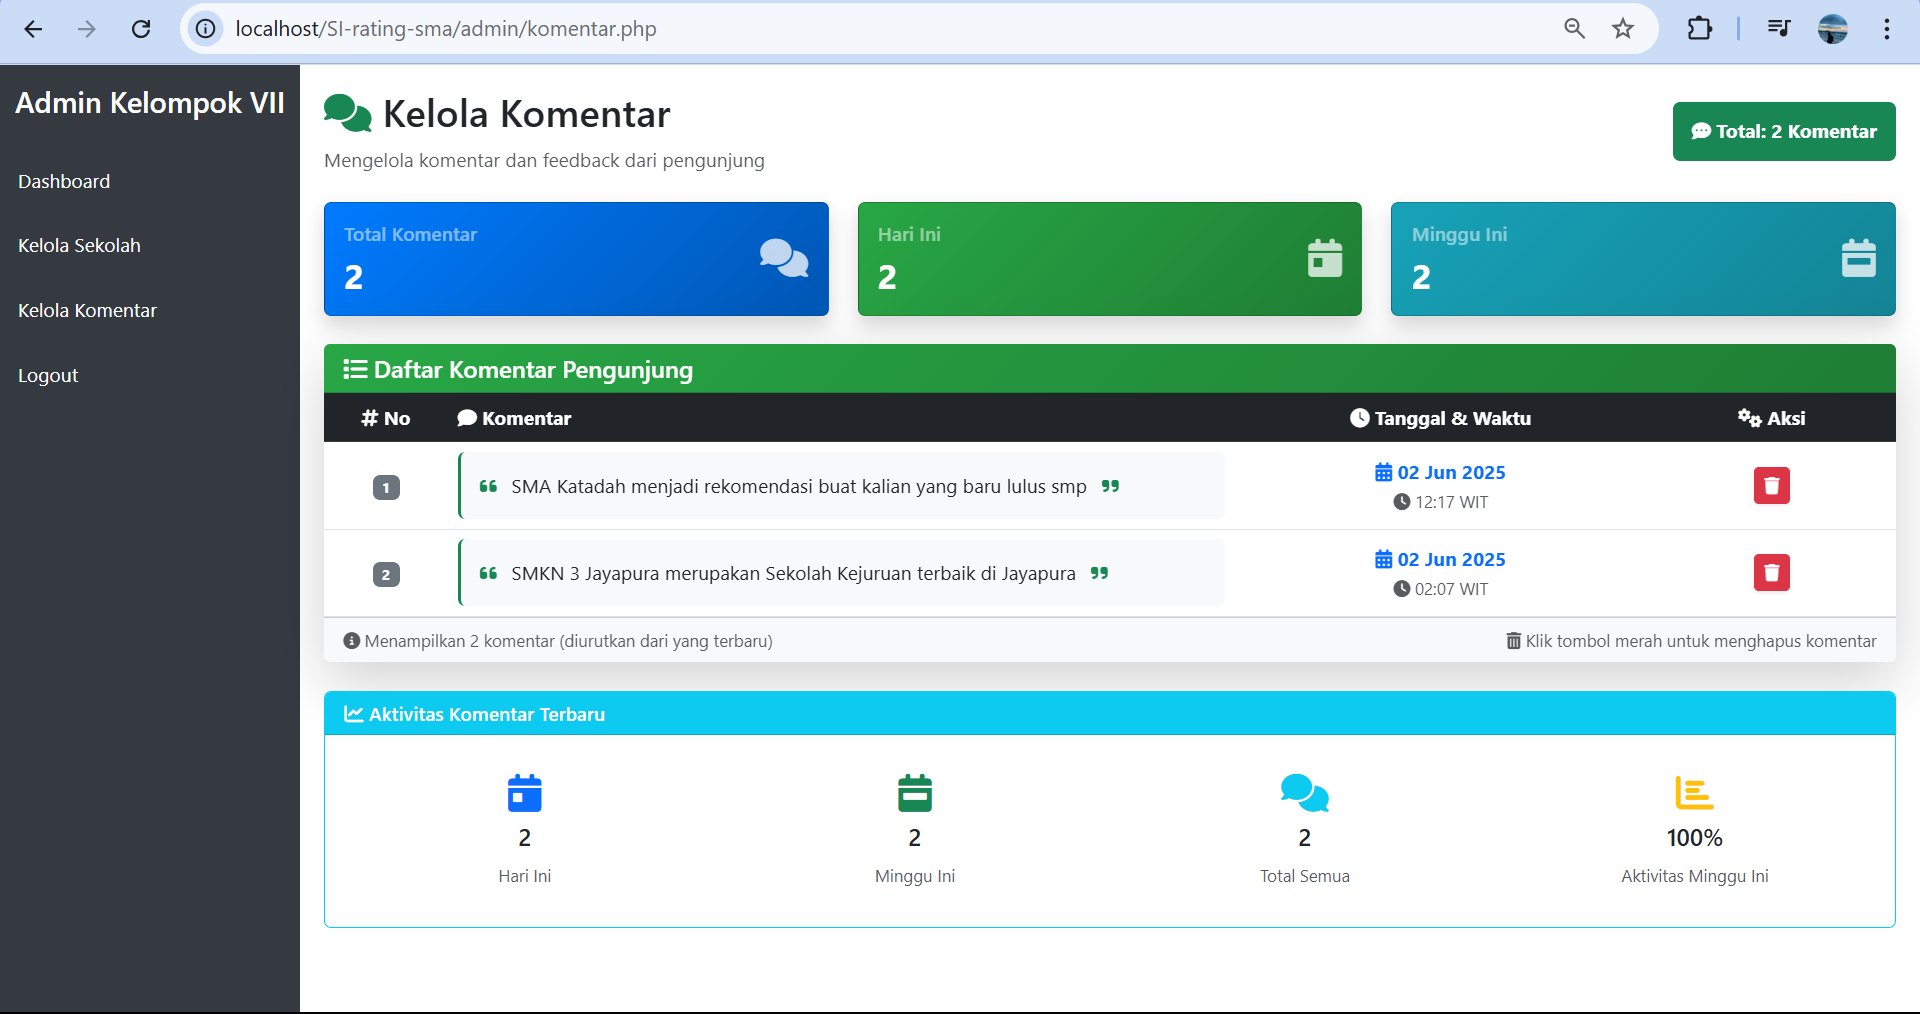 localhost/SI-rating-sma/admin/komentar.php
Admin Kelompok VII
Dashboard
Kelola Sekolah
Kelola Komentar
Logout
Kelola Komentar
Mengelola komentar dan feedback dari pengunjung
Total: 2 Komentar
Total Komentar
2
Hari Ini
2
Minggu Ini
2
Daftar Komentar Pengunjung
# No Komentar Tanggal & Waktu Aksi
1 ❝ SMA Katadah menjadi rekomendasi buat kalian yang baru lulus smp ❞ 02 Jun 2025
12:17 WIT
2 ❝ SMKN 3 Jayapura merupakan Sekolah Kejuruan terbaik di Jayapura ❞ 02 Jun 2025
02:07 WIT
Menampilkan 2 komentar (diurutkan dari yang terbaru) Klik tombol merah untuk menghapus komentar
Aktivitas Komentar Terbaru
2
Hari Ini
2
Minggu Ini
2
Total Semua
100%
Aktivitas Minggu Ini